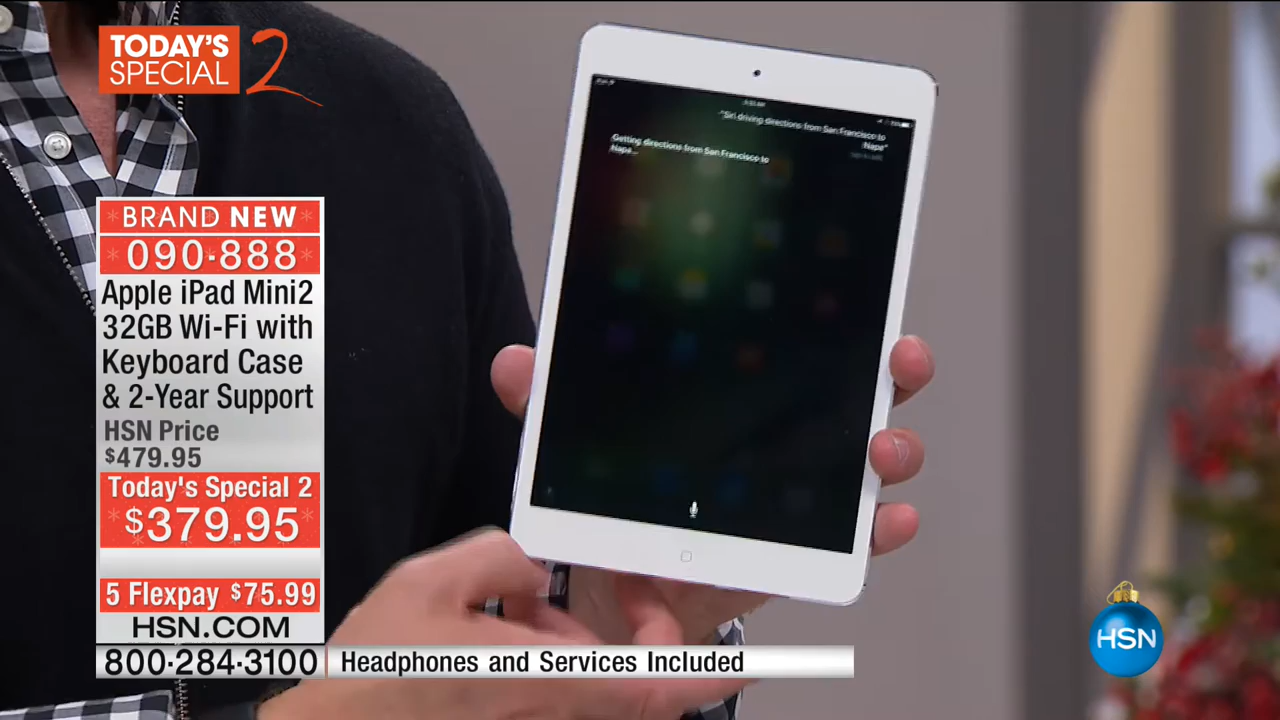 TODAY'S
SPECIAL 2
BRAND NEW
090-888
Apple iPad Mini2
32GB Wi-Fi with
Keyboard Case
& 2-Year Support
HSN Price
$479.95
Today's Special 2
$379.95
5 Flexpay $75.99
HSN.COM
800·284·3100
Headphones and Services Included
"Siri driving directions from San Francisco to
Napa"
Getting directions from San Francisco to
Napa...
HSN